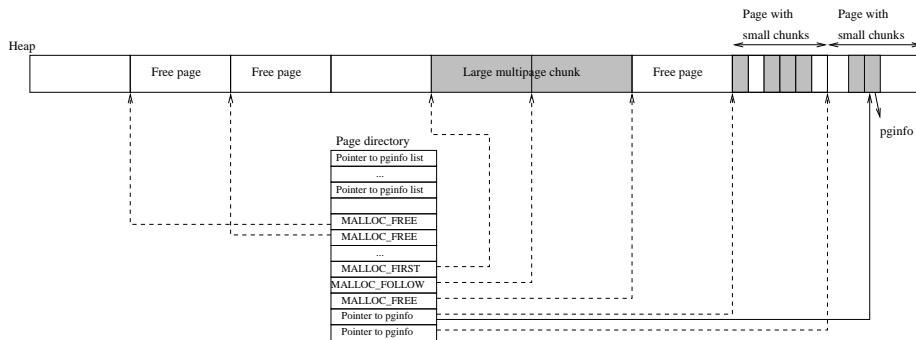 Page with
small chunks
Page with
small chunks
Heap
Free page
Free page
Large multipage chunk
Free page
pginfo
Page directory
Pointer to pginfo list
...
Pointer to pginfo list
MALLOC_FREE
MALLOC_FREE
...
MALLOC_FIRST
MALLOC_FOLLOW
MALLOC_FREE
Pointer to pginfo
Pointer to pginfo